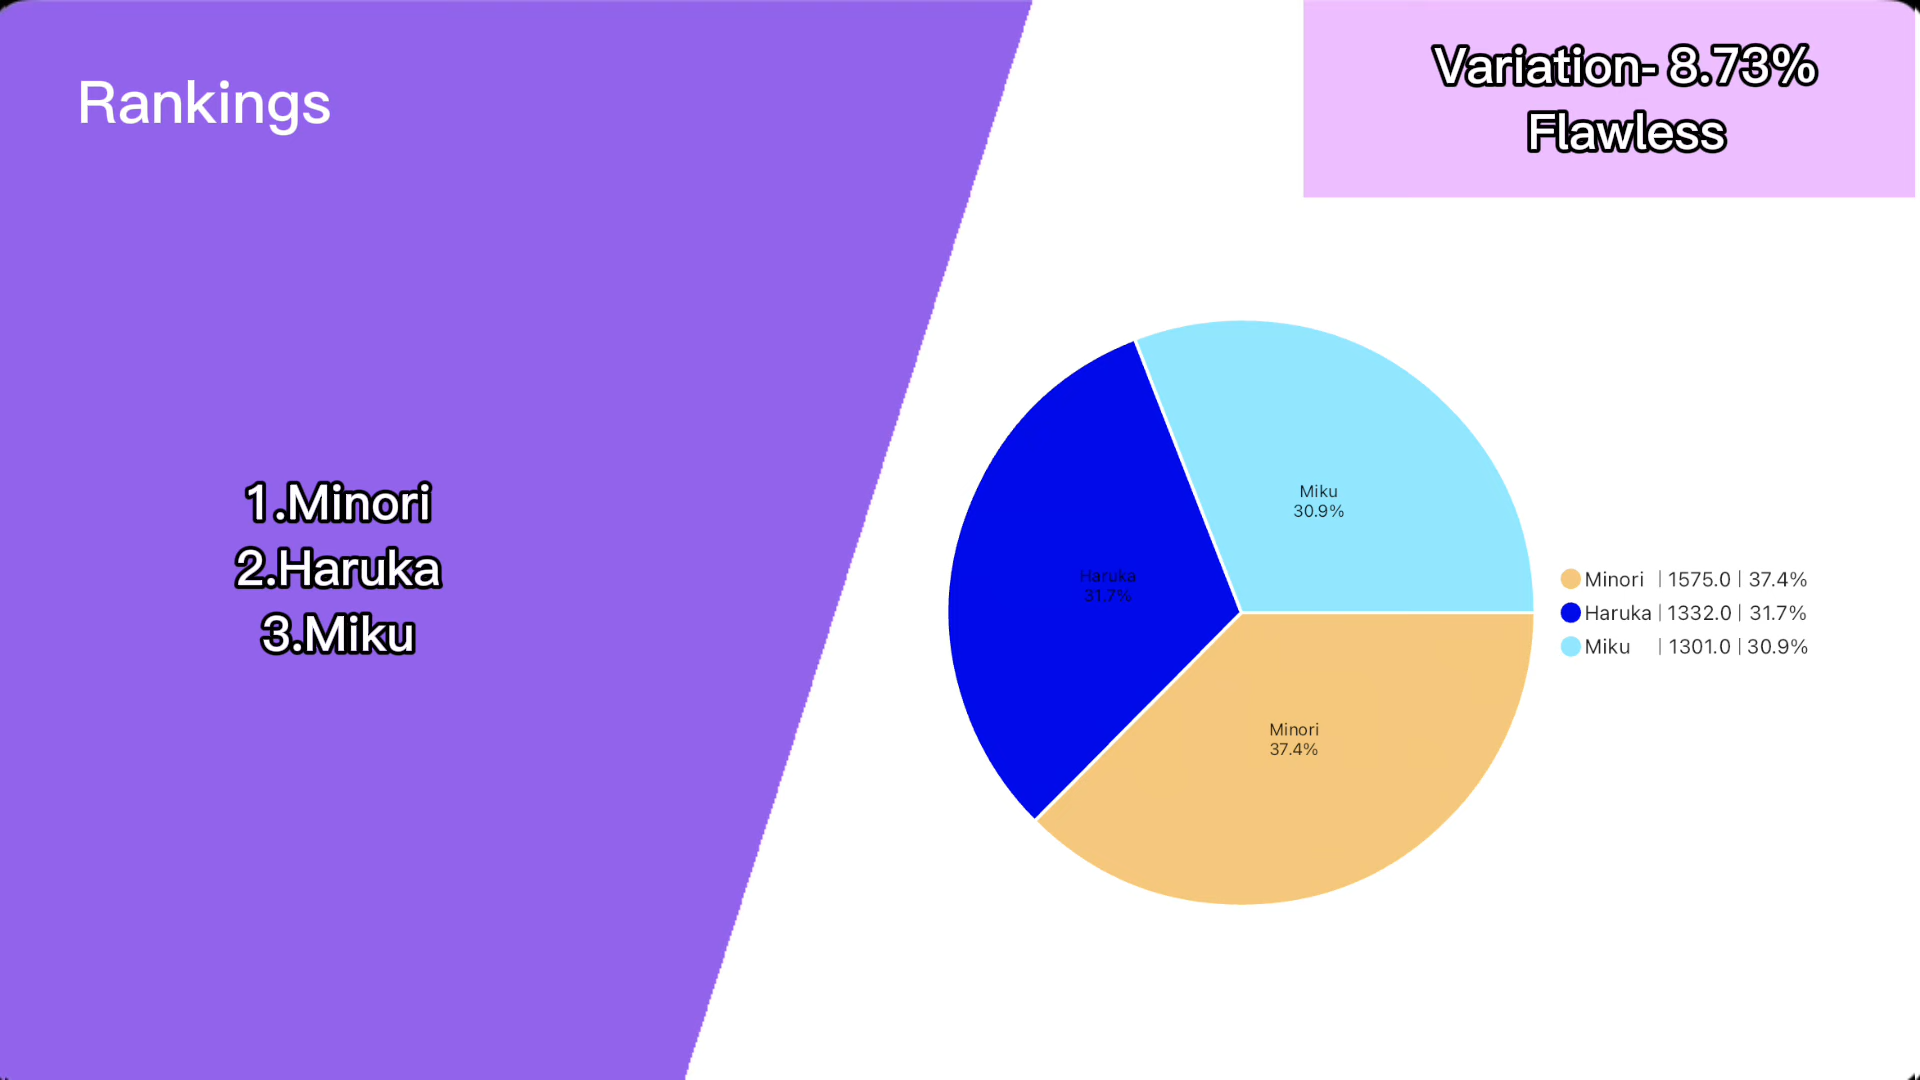 Rankings
Variation- 8.73%
Flawless
1.Minori
2.Haruka
3.Miku
Miku
30.9%
Haruka
31.7%
Minori
37.4%
Minori | 1575.0 | 37.4%
Haruka | 1332.0 | 31.7%
Miku | 1301.0 | 30.9%